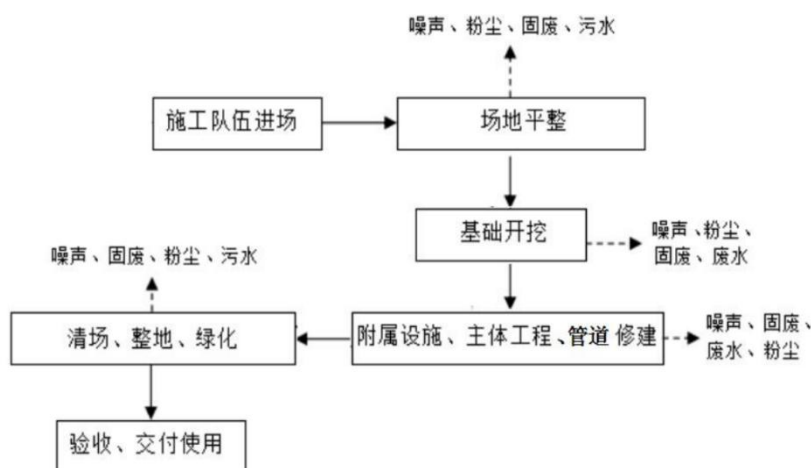 噪声、粉尘、固废、污水
施工队伍进场
场地平整
基础开挖
噪声、粉尘、
固废、废水
噪声、固废、粉尘、污水
清场、整地、绿化
附属设施、主体工程、管道 修建
噪声、固废、
废水、粉尘
验收、交付使用